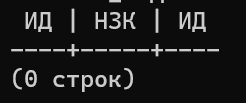 ИД | НЗК | ИД
----+-----+----
(0 строк)